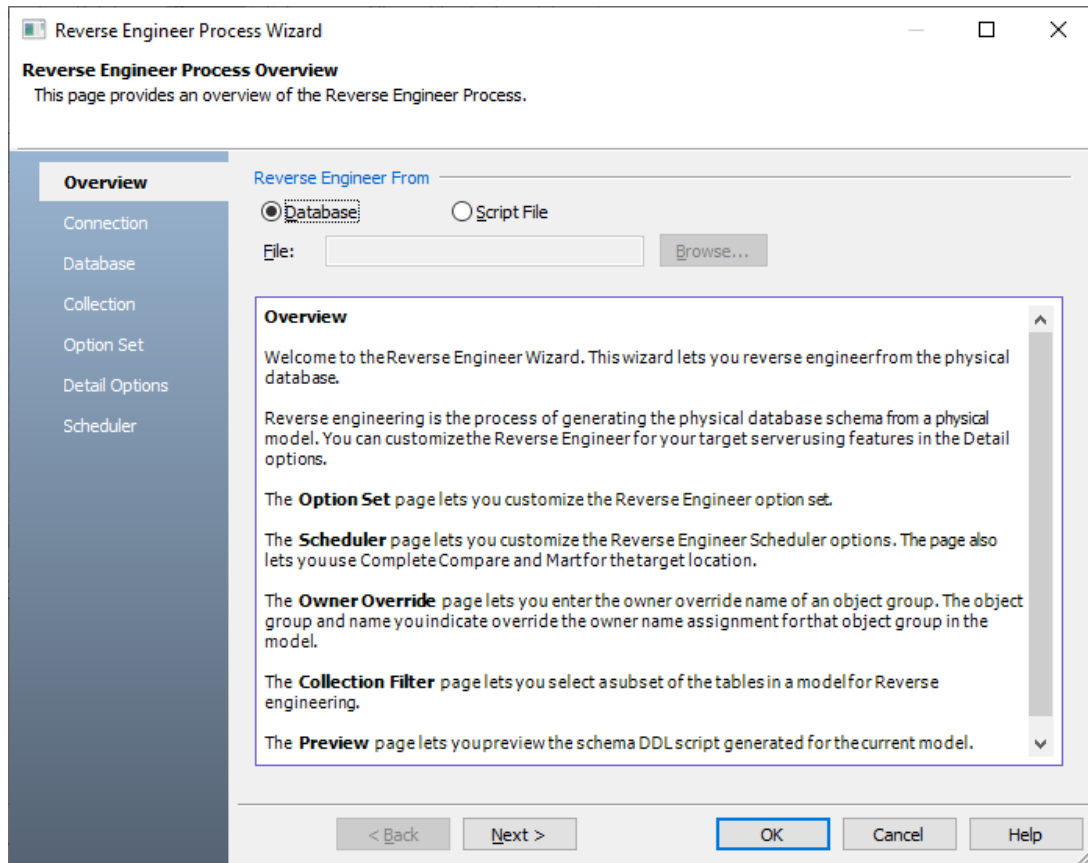 Reverse Engineer Process Wizard
Reverse Engineer Process Overview
This page provides an overview of the Reverse Engineer Process.
Overview
Connection
Database
Collection
Option Set
Detail Options
Scheduler
Reverse Engineer From
Database
Script File
File:
Browse...
Overview
Welcome to the Reverse Engineer Wizard. This wizard lets you reverse engineer from the physical
database.
Reverse engineering is the process of generating the physical database schema from a physical
model. You can customize the Reverse Engineer for your target server using features in the Detail
options.
The Option Set page lets you customize the Reverse Engineer option set.
The Scheduler page lets you customize the Reverse Engineer Scheduler options. The page also
lets you use Complete Compare and Mart for the target location.
The Owner Override page lets you enter the owner override name of an object group. The object
group and name you indicate override the owner name assignment for that object group in the
model.
The Collection Filter page lets you select a subset of the tables in a model for Reverse
engineering.
The Preview page lets you preview the schema DDL script generated for the current model.
< Back
Next >
OK
Cancel
Help